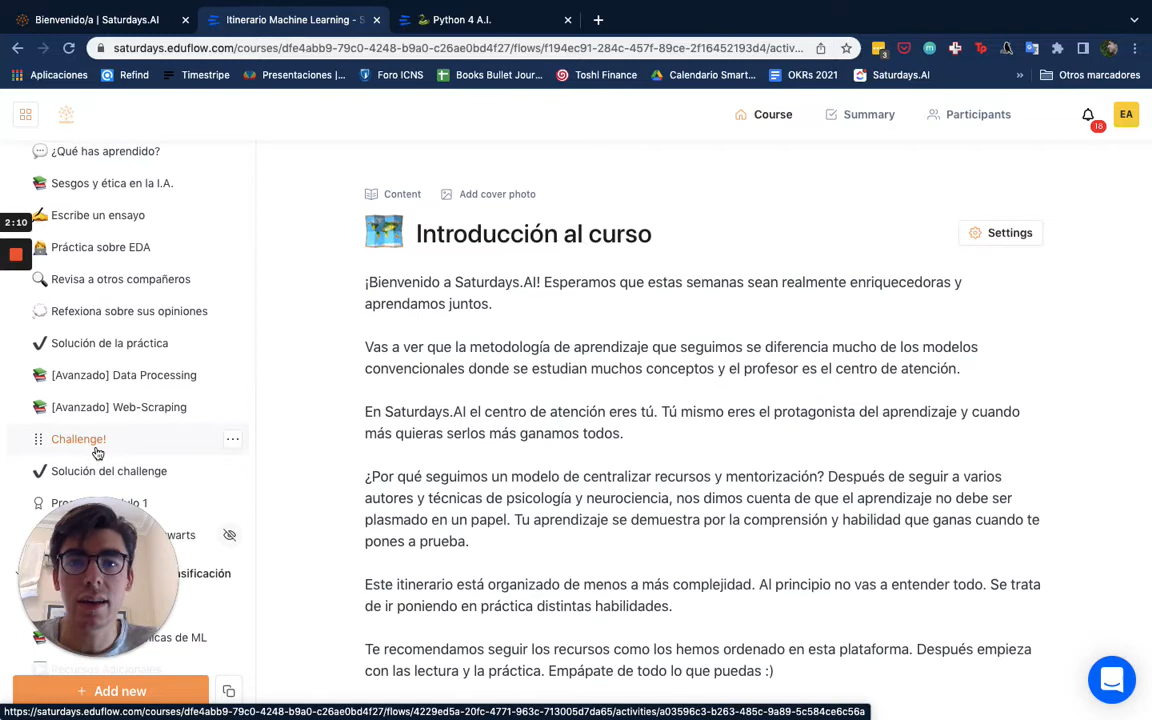 Bienvenido/a | Saturdays.AI
Itinerario Machine Learning - S
Python 4 A.I.
saturdays.eduflow.com/courses/dfe4abb9-79c0-4248-b9a0-c26ae0bd4f27/flows/f194ec91-284c-457f-89ce-2f16452193d4/activ...
Aplicaciones
Refind
Timestripe
Presentaciones |...
Foro ICNS
Books Bullet Jour...
Toshl Finance
Calendario Smart...
OKRs 2021
Saturdays.AI
»
Otros marcadores
Course
Summary
Participants
18
EA
¿Qué has aprendido?
Sesgos y ética en la I.A.
Escribe un ensayo
2:10
Práctica sobre EDA
Revisa a otros compañeros
Refexiona sobre sus opiniones
Solución de la práctica
[Avanzado] Data Processing
[Avanzado] Web-Scraping
Challenge!
Solución del challenge
warts
asificación
nicas de ML
Recursos Adicionales
+ Add new
Content
Add cover photo
Introducción al curso
Settings
¡Bienvenido a Saturdays.AI! Esperamos que estas semanas sean realmente enriquecedoras y
aprendamos juntos.
Vas a ver que la metodología de aprendizaje que seguimos se diferencia mucho de los modelos
convencionales donde se estudian muchos conceptos y el profesor es el centro de atención.
En Saturdays.AI el centro de atención eres tú. Tú mismo eres el protagonista del aprendizaje y cuando
más quieras serlos más ganamos todos.
¿Por qué seguimos un modelo de centralizar recursos y mentorización? Después de seguir a varios
autores y técnicas de psicología y neurociencia, nos dimos cuenta de que el aprendizaje no debe ser
plasmado en un papel. Tu aprendizaje se demuestra por la comprensión y habilidad que ganas cuando te
pones a prueba.
Este itinerario está organizado de menos a más complejidad. Al principio no vas a entender todo. Se trata
de ir poniendo en práctica distintas habilidades.
Te recomendamos seguir los recursos como los hemos ordenado en esta plataforma. Después empieza
con las lectura y la práctica. Empápate de todo lo que puedas :)
https://saturdays.eduflow.com/courses/dfe4abb9-79c0-4248-b9a0-c26ae0bd4f27/flows/4229ed5a-20fc-4771-963c-713005d7da65/activities/a03596c3-b263-485c-9a89-5c584ce6c56a